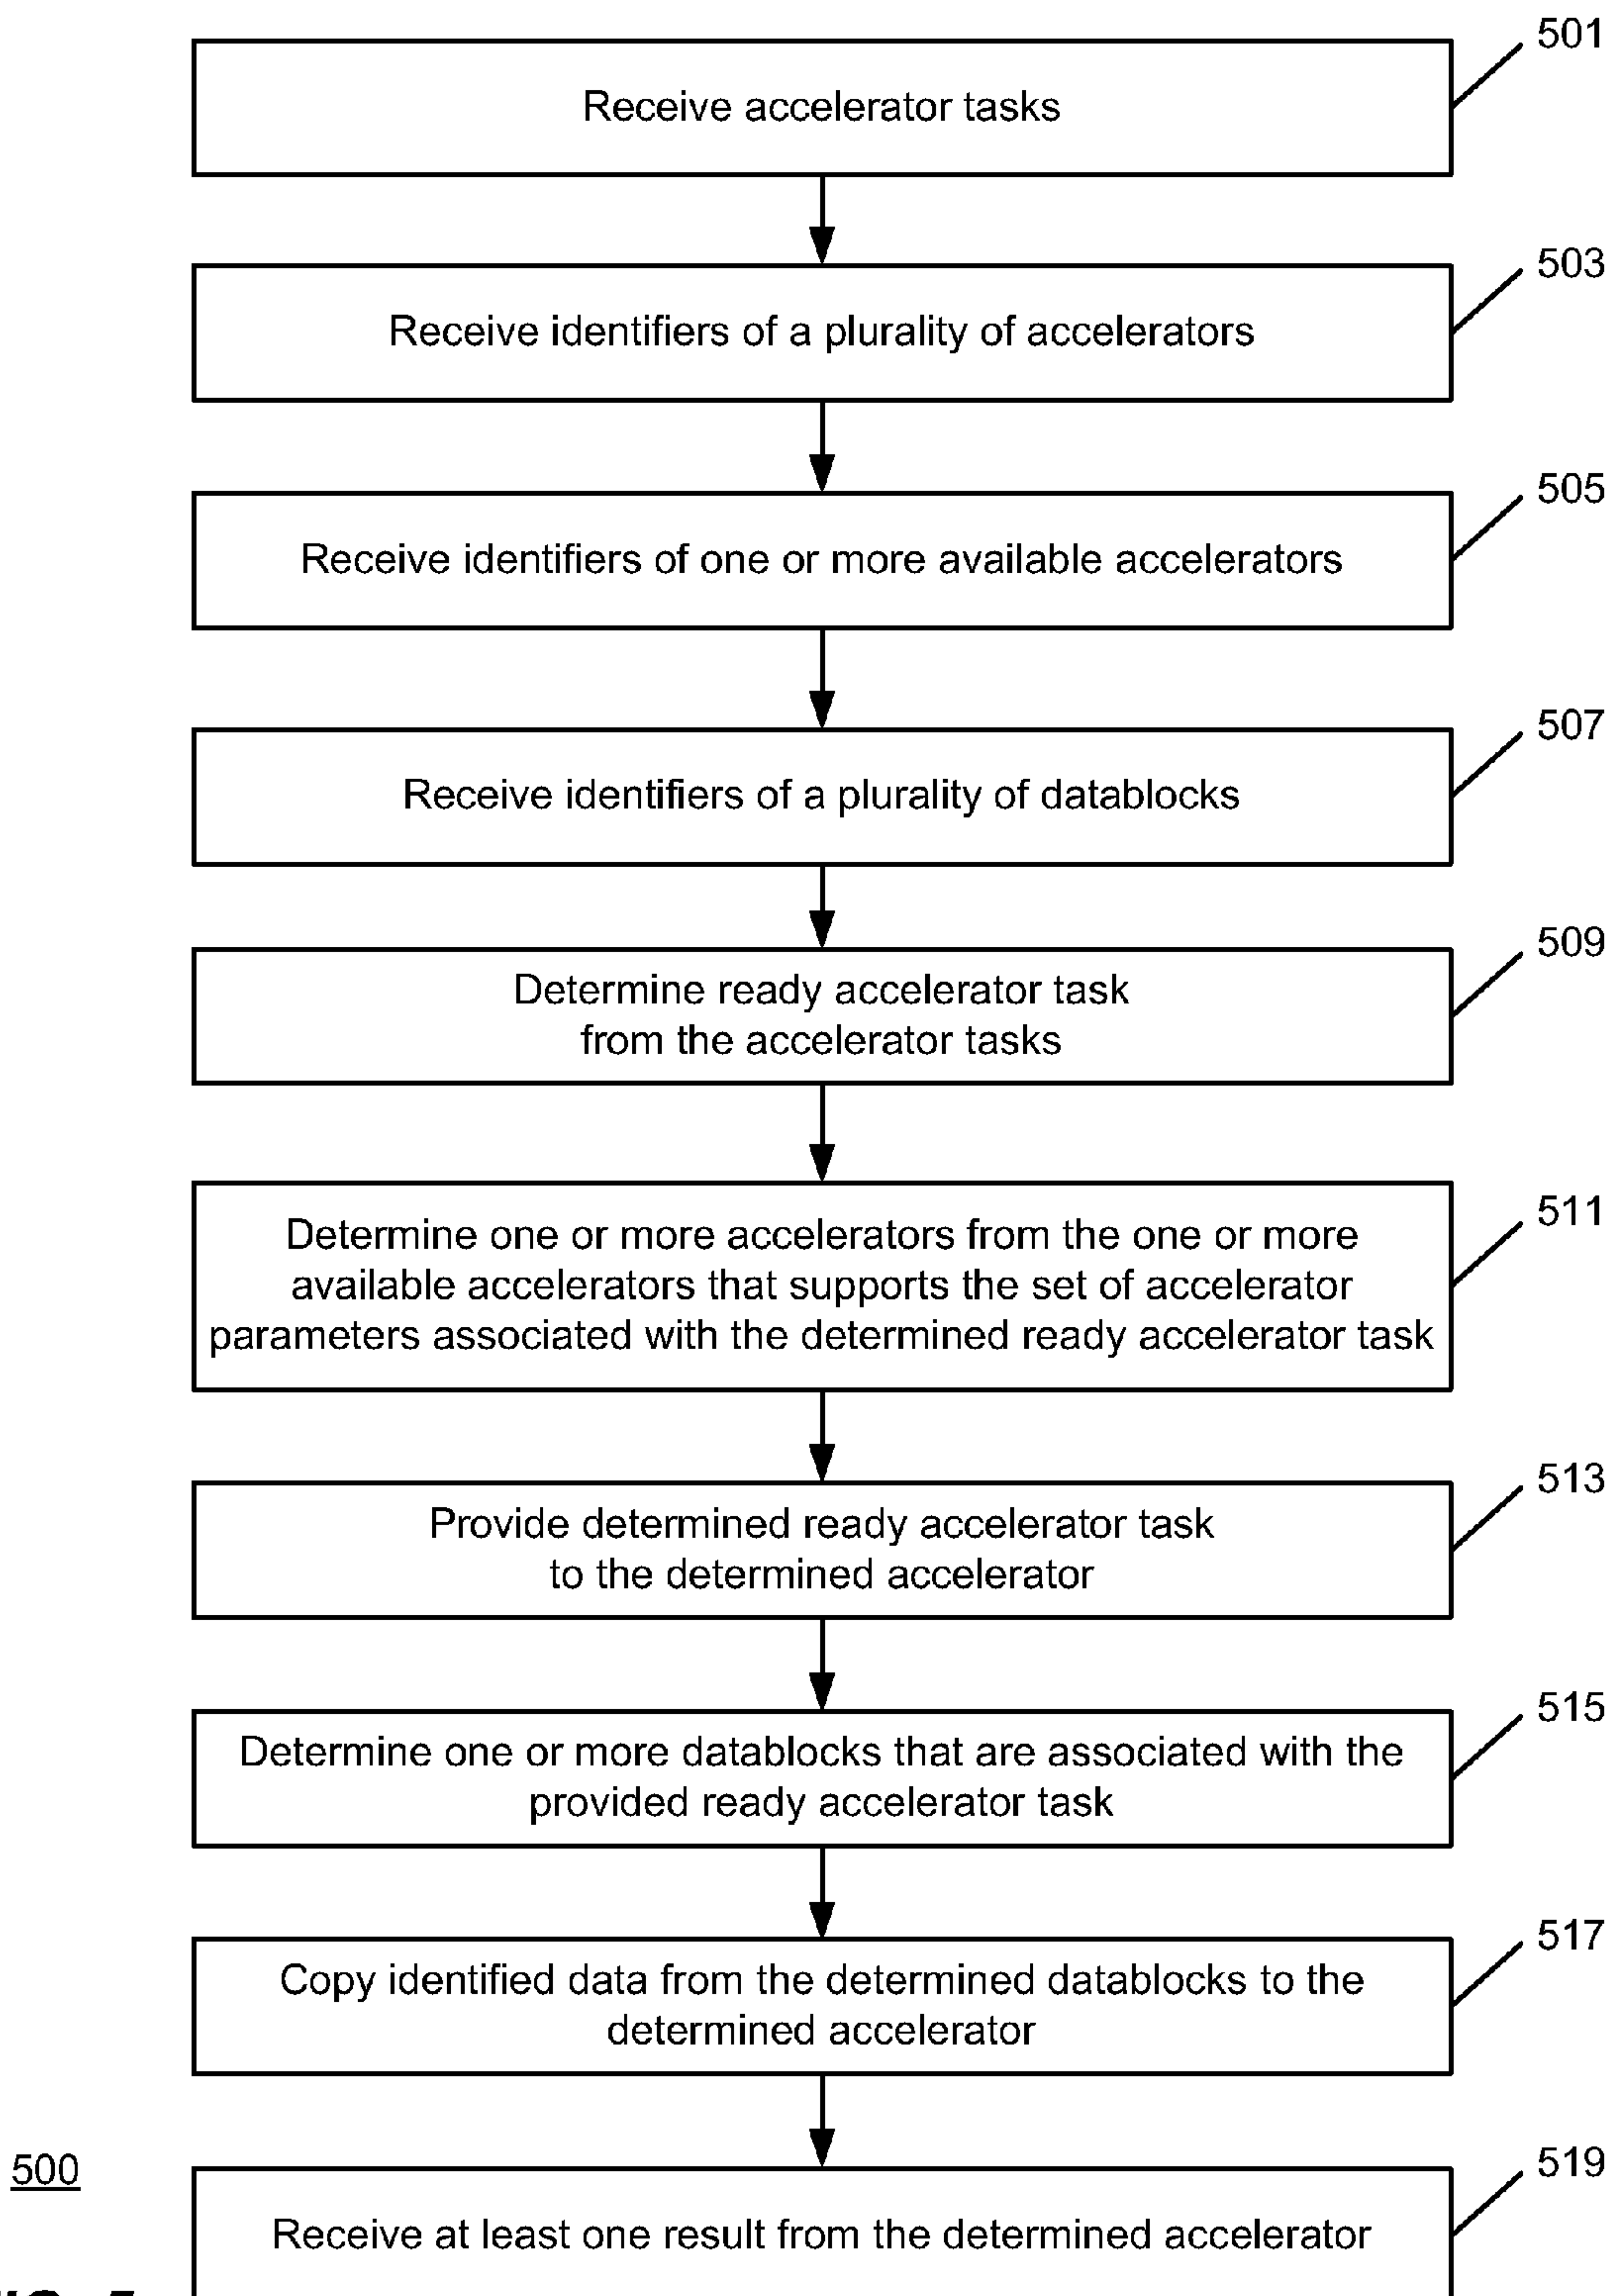 501
Receive accelerator tasks
503
Receive identifiers of a plurality of accelerators
505
Receive identifiers of one or more available accelerators
507
Receive identifiers of a plurality of datablocks
509
Determine ready accelerator task
from the accelerator tasks
511
Determine one or more accelerators from the one or more
available accelerators that supports the set of accelerator
parameters associated with the determined ready accelerator task
513
Provide determined ready accelerator task
to the determined accelerator
515
Determine one or more datablocks that are associated with the
provided ready accelerator task
517
Copy identified data from the determined datablocks to the
determined accelerator
519
500
Receive at least one result from the determined accelerator